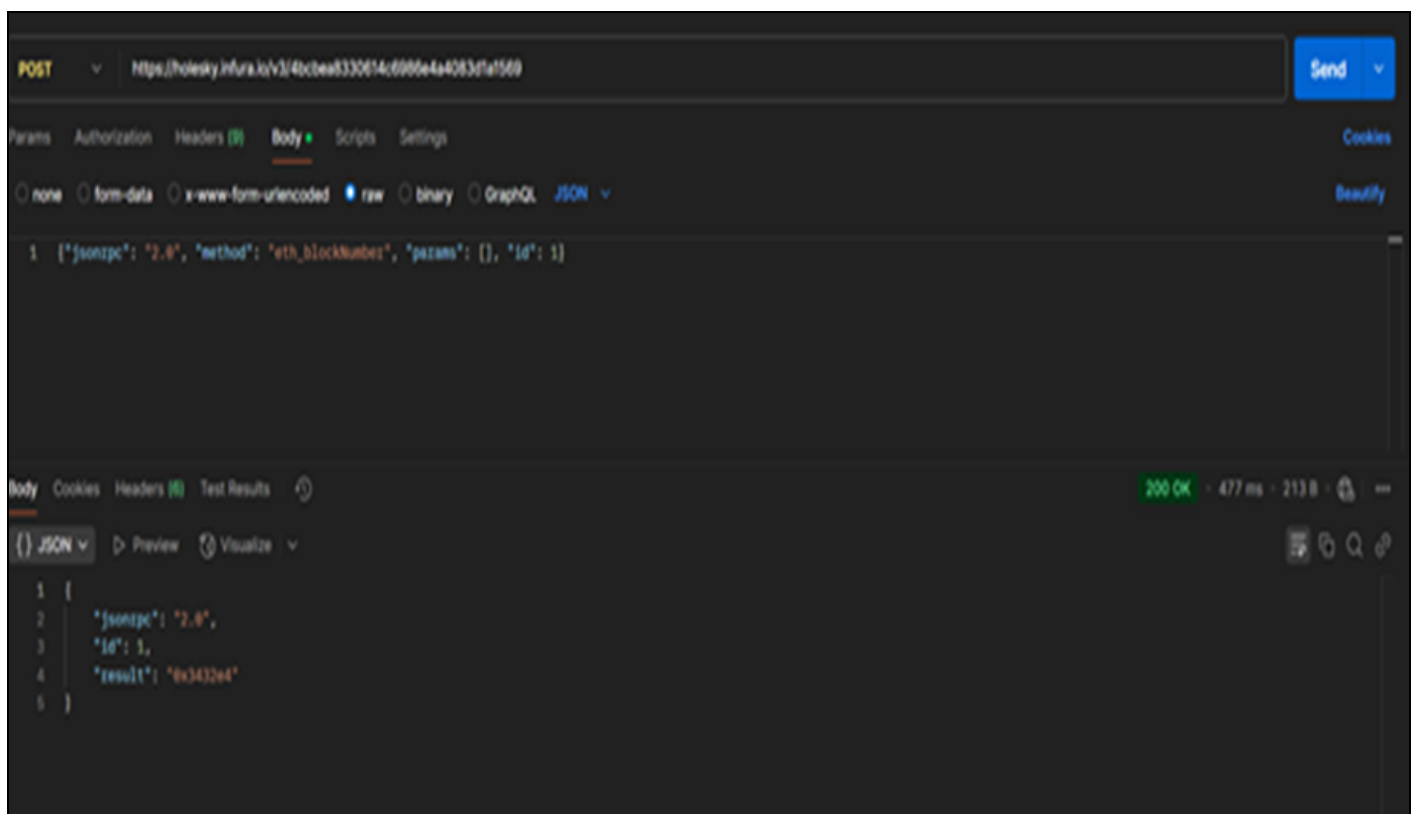 POST https://holesky.infura.io/v3/4bcbea8330614c6986e4a4083d1a1569 Send
Params Authorization Headers (9) Body Scripts Settings Cookies
none form-data x-www-form-urlencoded raw binary GraphQL JSON Beautify
1 {"jsonrpc": "2.0", "method": "eth_blockNumber", "params": [], "id": 1}
Body Cookies Headers (6) Test Results 200 OK 477 ms 213 B
{} JSON Preview Visualize
1 {
2 "jsonrpc": "2.0",
3 "id": 1,
4 "result": "0x3432e4"
5 }